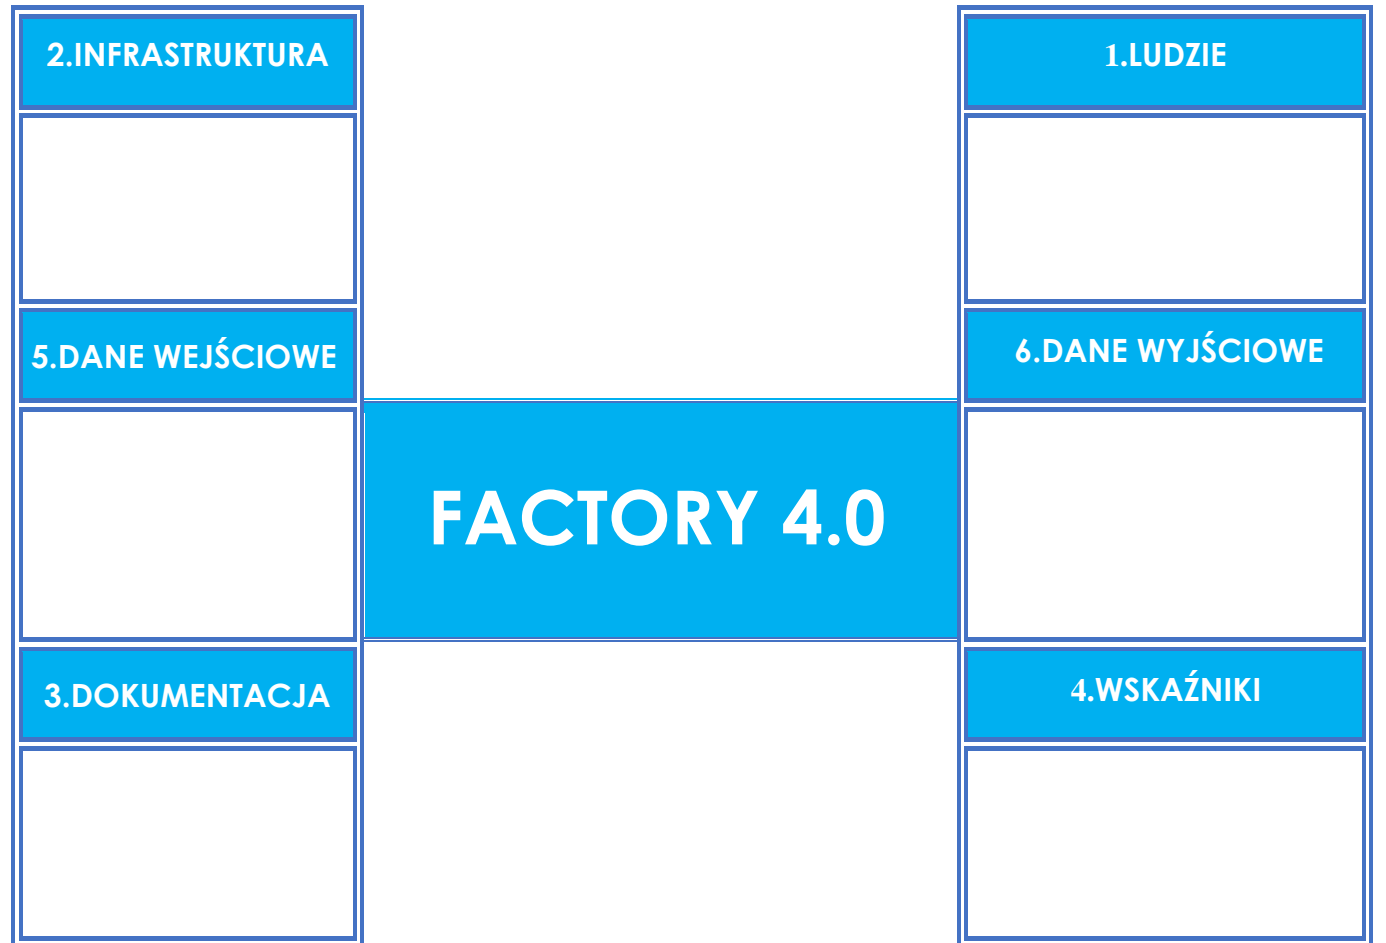 2.INFRASTRUKTURA
1.LUDZIE
5.DANE WEJŚCIOWE
6.DANE WYJŚCIOWE
FACTORY 4.0
3.DOKUMENTACJA
4.WSKAŹNIKI